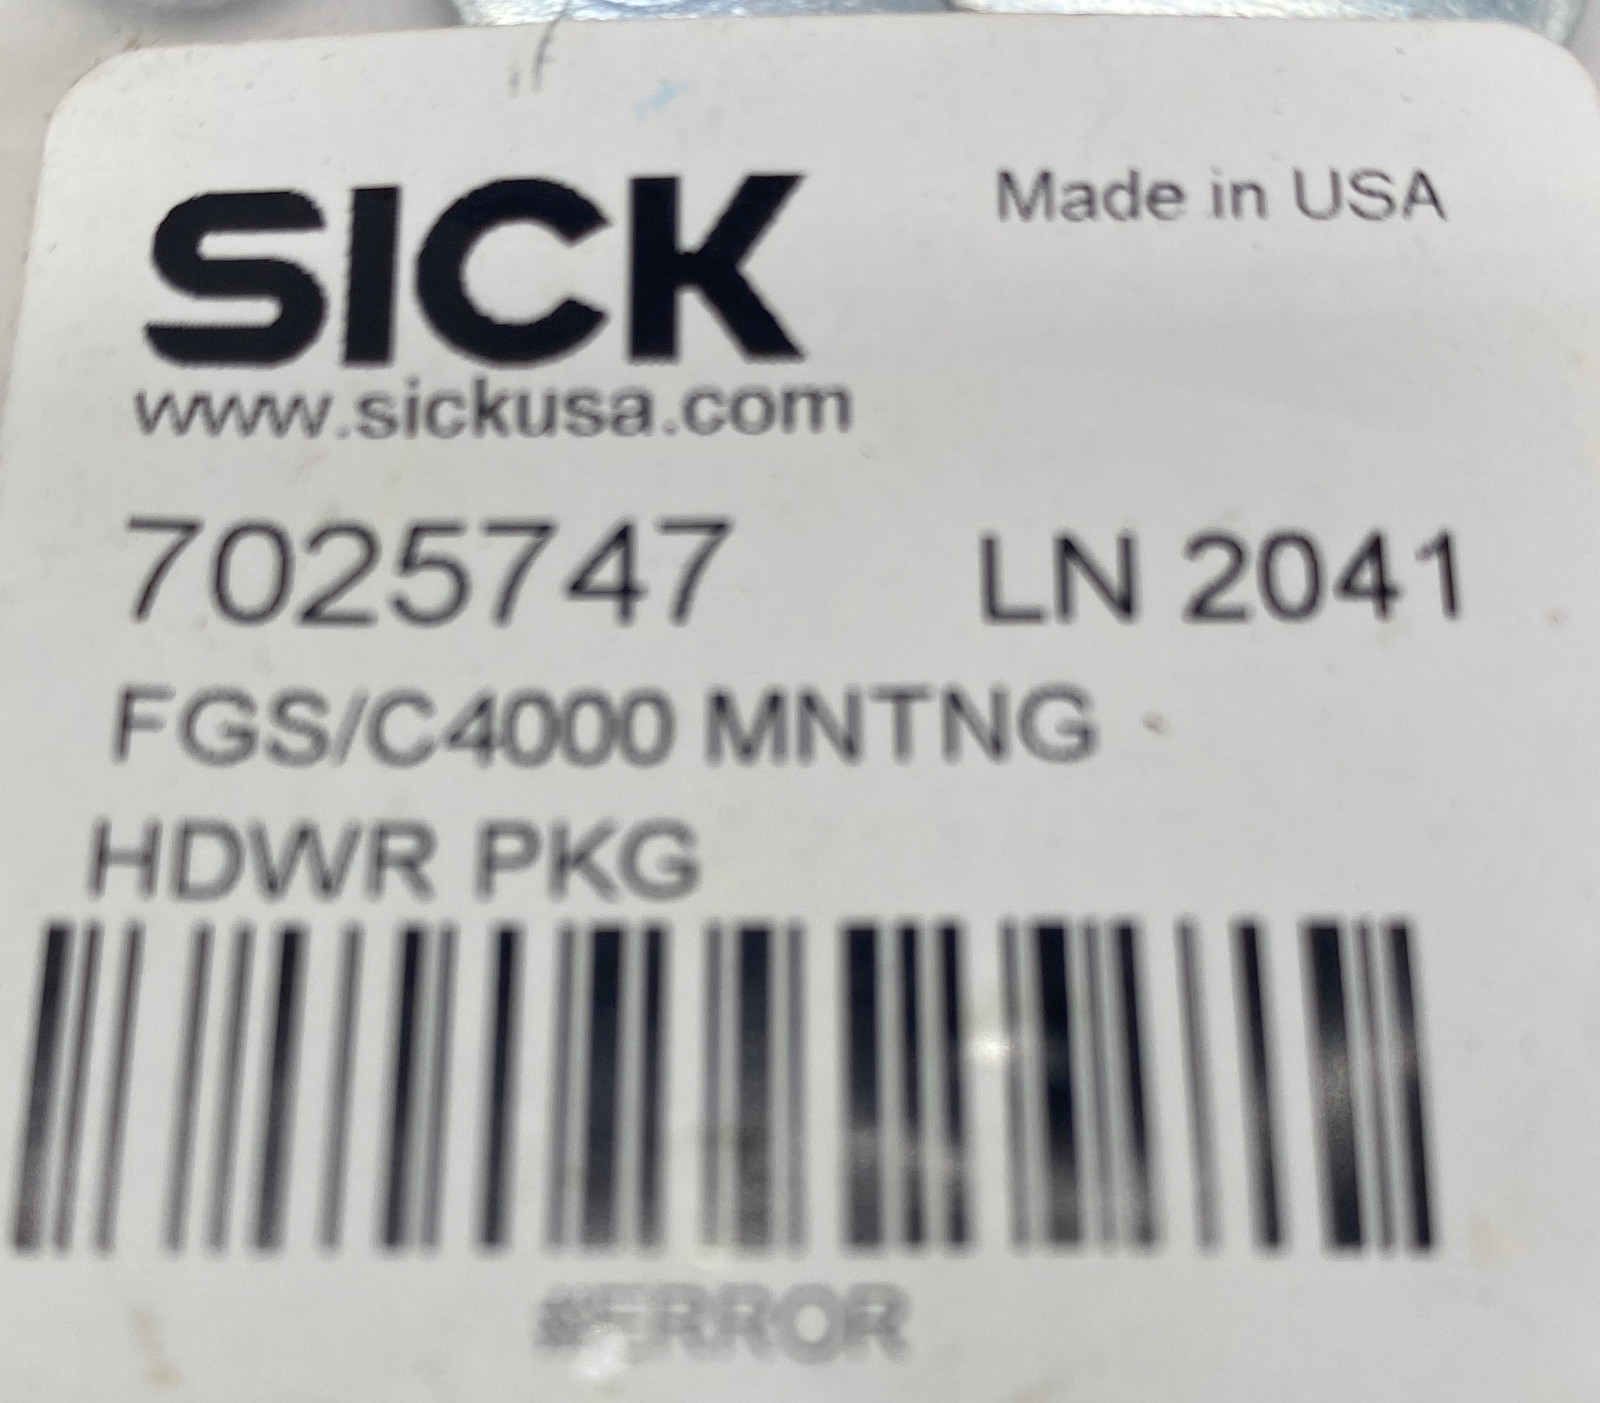 SICK
Made in USA
www.sickusa.com
7025747 LN 2041
FGS/C4000 MNTNG
HDWR PKG
#ERROR